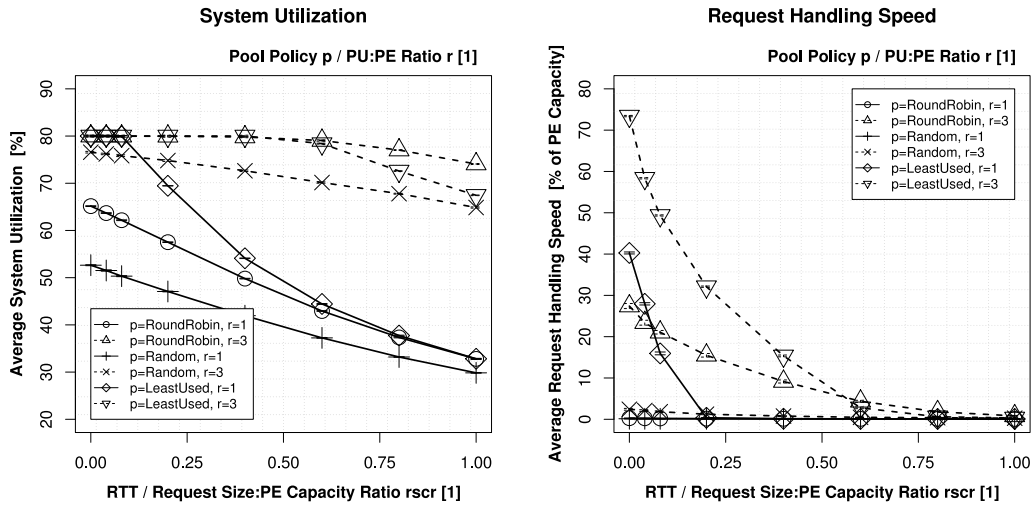 System Utilization
Pool Policy p / PU:PE Ratio r [1]
Average System Utilization [%]
90
80
70
60
50
40
30
20
p=RoundRobin, r=1
p=RoundRobin, r=3
p=Random, r=1
p=Random, r=3
p=LeastUsed, r=1
p=LeastUsed, r=3
0.00 0.25 0.50 0.75 1.00
RTT / Request Size:PE Capacity Ratio rscr [1]
Request Handling Speed
Pool Policy p / PU:PE Ratio r [1]
Average Request Handling Speed [% of PE Capacity]
80
70
60
50
40
30
20
10
0
p=RoundRobin, r=1
p=RoundRobin, r=3
p=Random, r=1
p=Random, r=3
p=LeastUsed, r=1
p=LeastUsed, r=3
0.00 0.25 0.50 0.75 1.00
RTT / Request Size:PE Capacity Ratio rscr [1]